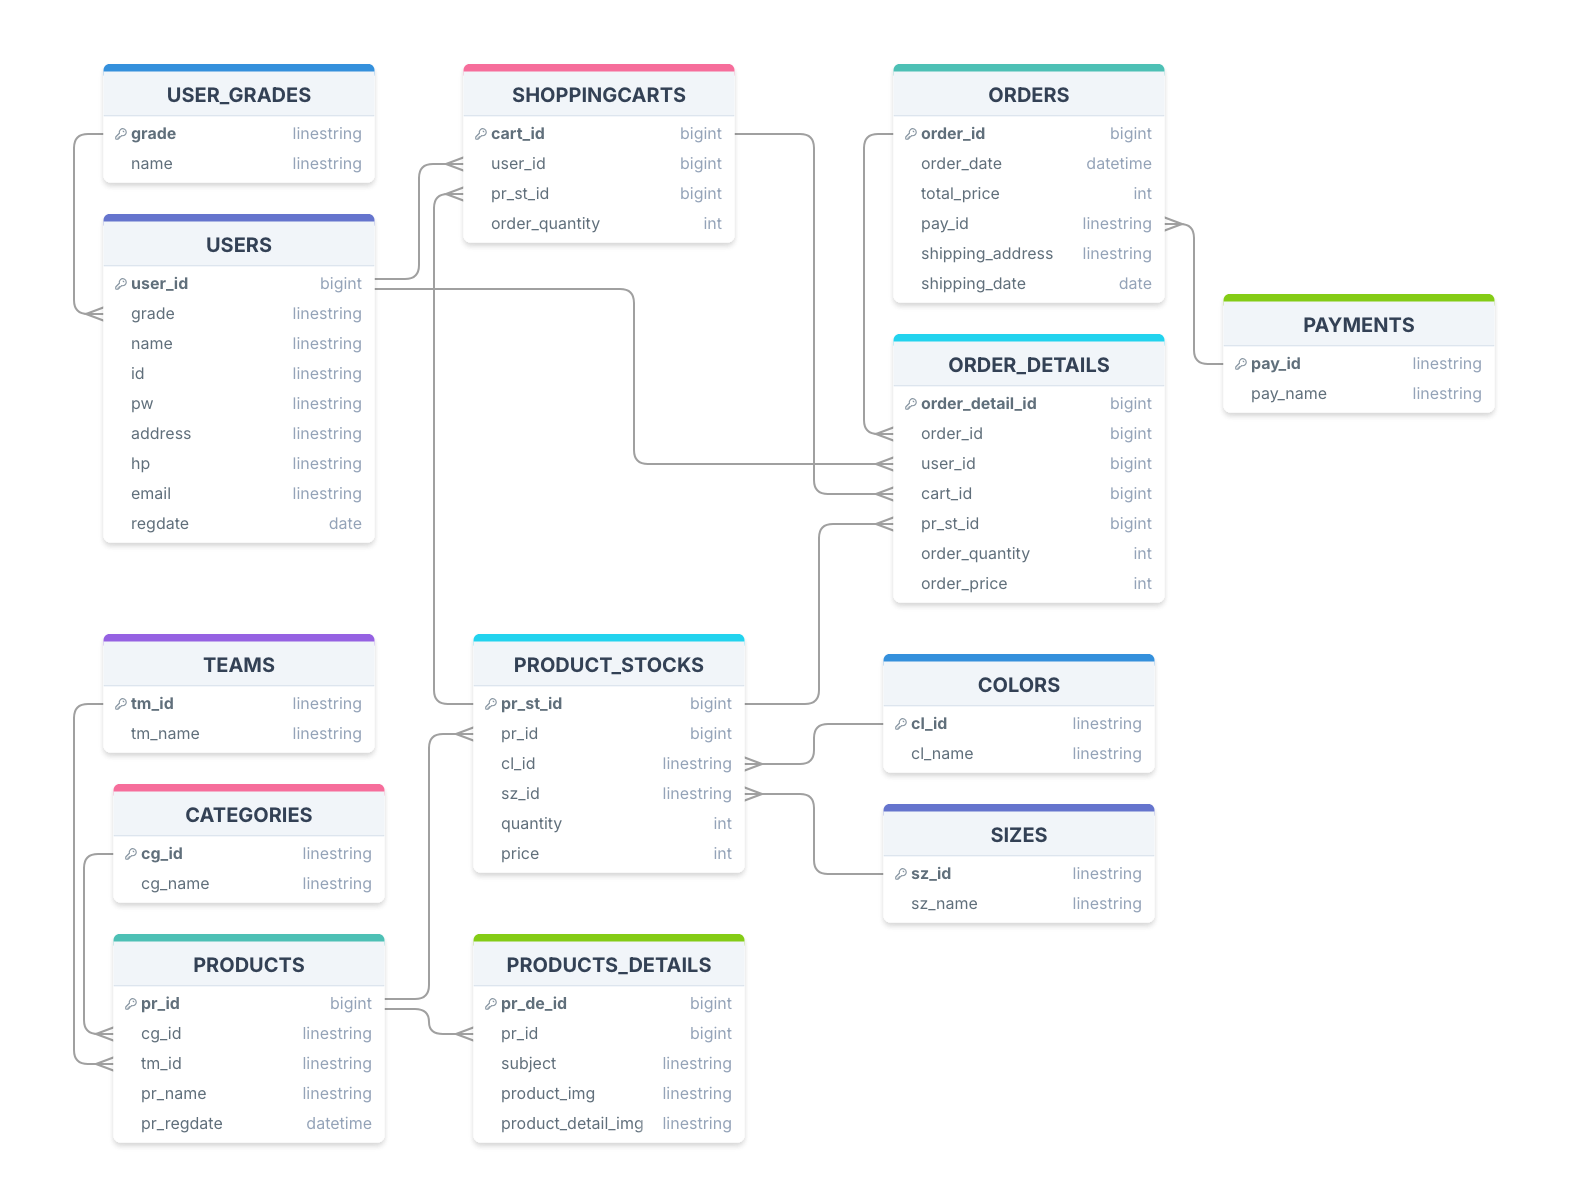 USER_GRADES
grade linestring
name linestring
USERS
user_id bigint
grade linestring
name linestring
id linestring
pw linestring
address linestring
hp linestring
email linestring
regdate date
SHOPPINGCARTS
cart_id bigint
user_id bigint
pr_st_id bigint
order_quantity int
ORDERS
order_id bigint
order_date datetime
total_price int
pay_id linestring
shipping_address linestring
shipping_date date
PAYMENTS
pay_id linestring
pay_name linestring
ORDER_DETAILS
order_detail_id bigint
order_id bigint
user_id bigint
cart_id bigint
pr_st_id bigint
order_quantity int
order_price int
TEAMS
tm_id linestring
tm_name linestring
CATEGORIES
cg_id linestring
cg_name linestring
PRODUCTS
pr_id bigint
cg_id linestring
tm_id linestring
pr_name linestring
pr_regdate datetime
PRODUCT_STOCKS
pr_st_id bigint
pr_id bigint
cl_id linestring
sz_id linestring
quantity int
price int
PRODUCTS_DETAILS
pr_de_id bigint
pr_id bigint
subject linestring
product_img linestring
product_detail_img linestring
COLORS
cl_id linestring
cl_name linestring
SIZES
sz_id linestring
sz_name linestring